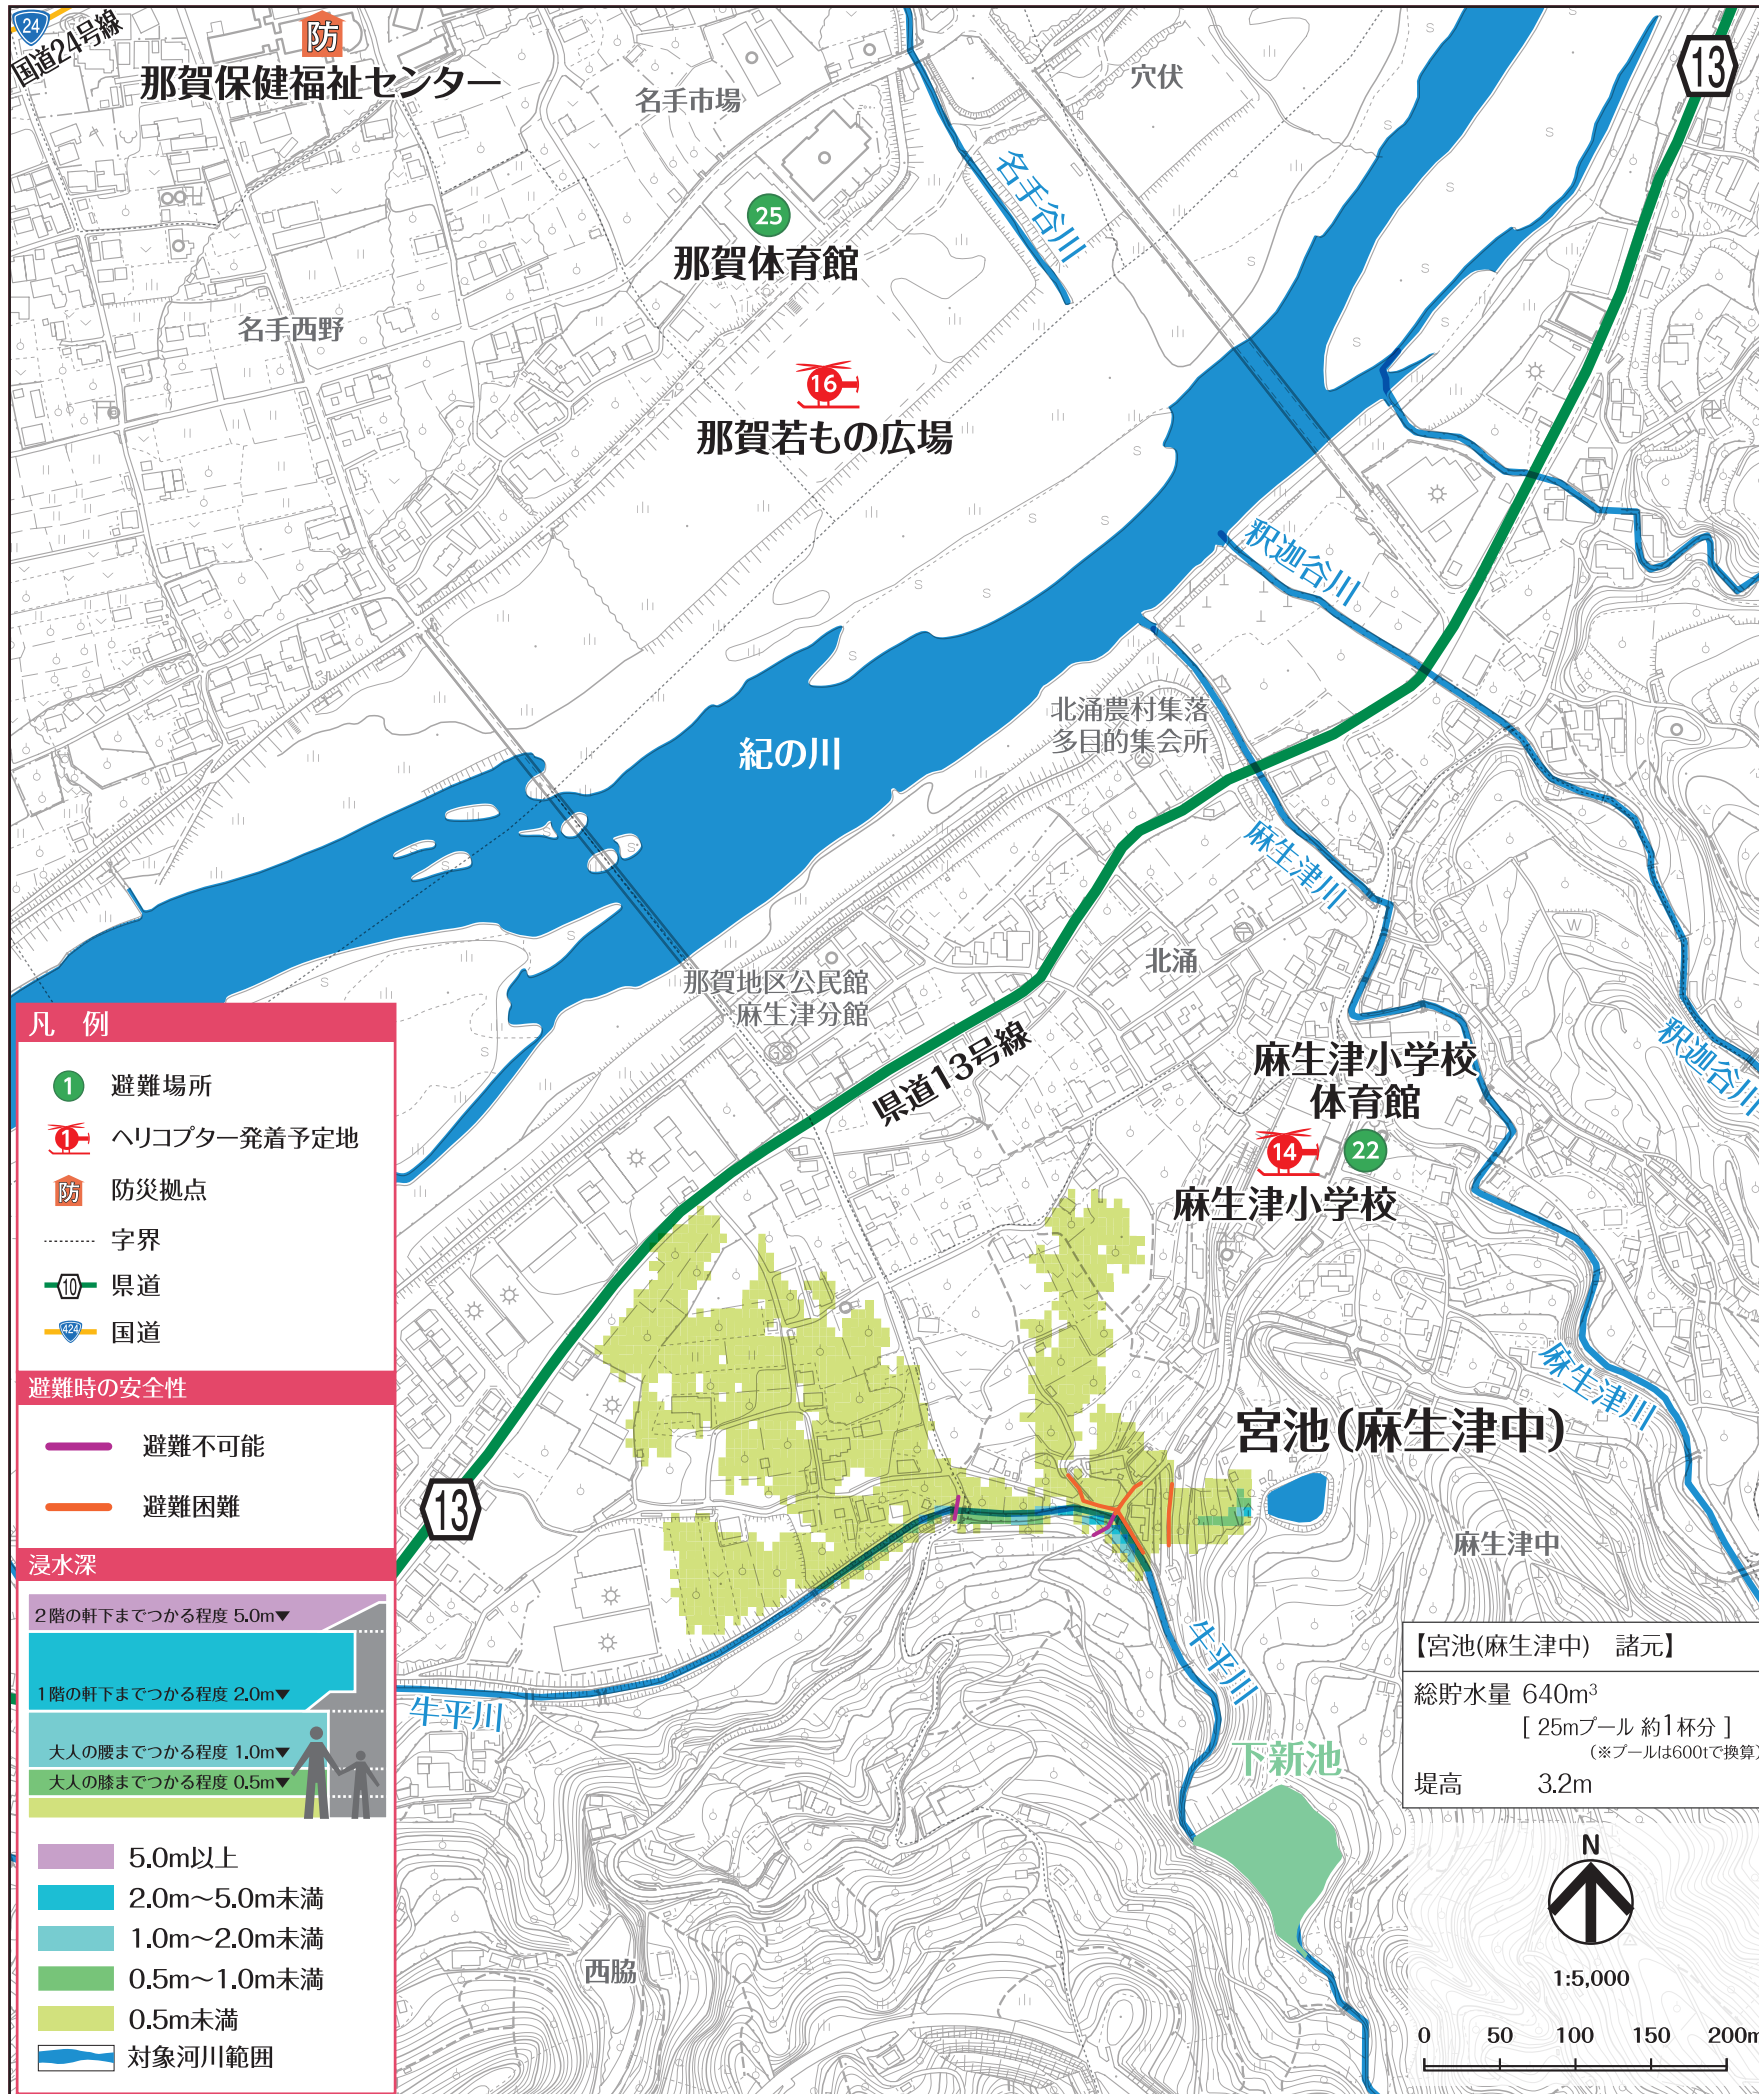 24
国道24号線
防
那賀保健福祉センター
名手市場
穴伏
13
名手谷川
25
那賀体育館
名手西野
16
那賀若もの広場
釈迦谷川
北涌農村集落
多目的集会所
紀の川
麻生津川
北涌
那賀地区公民館
麻生津分館
GS
県道13号線
W
釈迦谷川
麻生津小学校
体育館
14
22
麻生津小学校
麻生津川
宮池(麻生津中)
13
麻生津中
牛平川
牛平川
下新池
西脇
凡 例
1 避難場所
1 ヘリコプター発着予定地
防 防災拠点
字界
10 県道
424 国道
避難時の安全性
避難不可能
避難困難
浸水深
2階の軒下までつかる程度 5.0m▼
1階の軒下までつかる程度 2.0m▼
大人の腰までつかる程度 1.0m▼
大人の膝までつかる程度 0.5m▼
5.0m以上
2.0m〜5.0m未満
1.0m〜2.0m未満
0.5m〜1.0m未満
0.5m未満
対象河川範囲
【宮池(麻生津中) 諸元】
総貯水量 640m³
[ 25mプール 約1杯分 ]
(※プールは600tで換算)
堤高 3.2m
N
1:5,000
0 50 100 150 200m